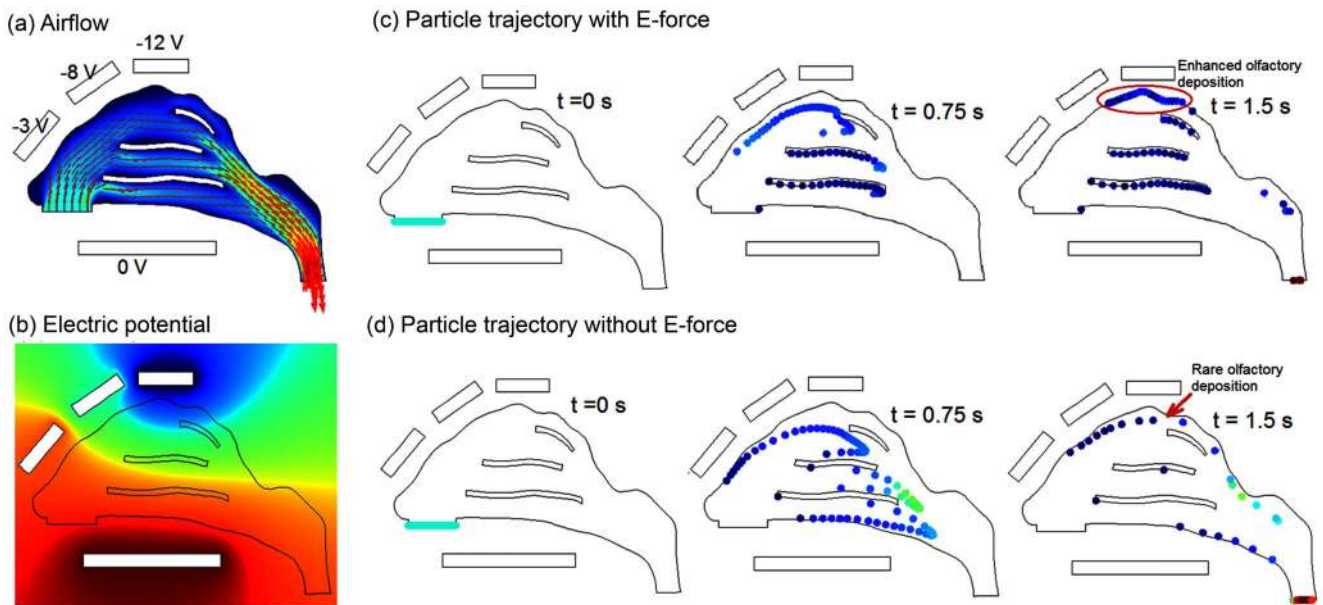 (a) Airflow
-12 V
-8 V
-3 V
0 V
(b) Electric potential
(c) Particle trajectory with E-force
t =0 s
t = 0.75 s
Enhanced olfactory
deposition
t = 1.5 s
(d) Particle trajectory without E-force
t =0 s
t = 0.75 s
Rare olfactory
deposition
t = 1.5 s